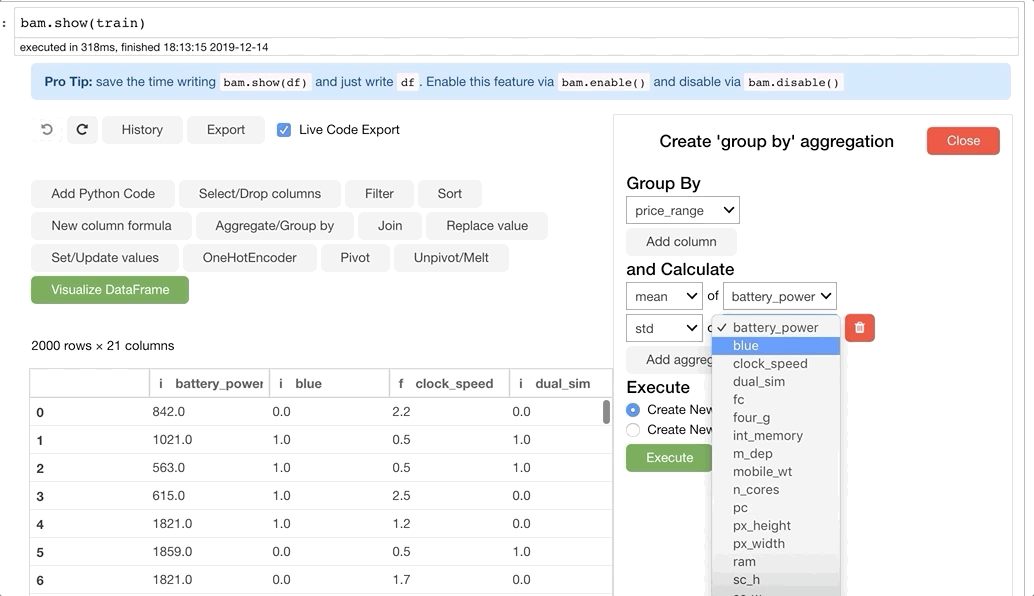 : bam.show(train)
executed in 318ms, finished 18:13:15 2019-12-14
Pro Tip: save the time writing bam.show(df) and just write df. Enable this feature via bam.enable() and disable via bam.disable()
History Export Live Code Export
Add Python Code Select/Drop columns Filter Sort
New column formula Aggregate/Group by Join Replace value
Set/Update values OneHotEncoder Pivot Unpivot/Melt
Visualize DataFrame
2000 rows × 21 columns
i battery_power i blue f clock_speed i dual_sim
0 842.0 0.0 2.2 0.0
1 1021.0 1.0 0.5 1.0
2 563.0 1.0 0.5 1.0
3 615.0 1.0 2.5 0.0
4 1821.0 1.0 1.2 0.0
5 1859.0 0.0 0.5 1.0
6 1821.0 0.0 1.7 0.0
Create 'group by' aggregation Close
Group By
price_range
Add column
and Calculate
mean of battery_power
std
Add aggreg
Execute
Create New
Create New
Execute
✓ battery_power
blue
clock_speed
dual_sim
fc
four_g
int_memory
m_dep
mobile_wt
n_cores
pc
px_height
px_width
ram
sc_h